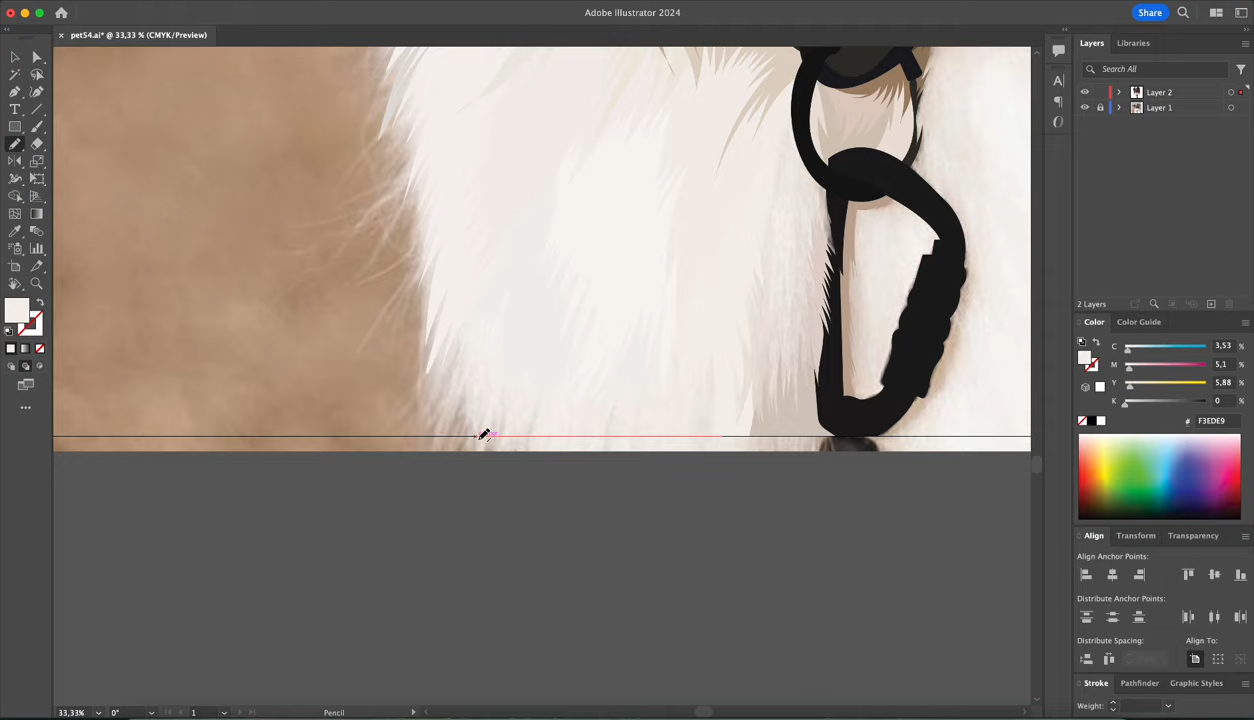 Adobe Illustrator 2024
Share
pet54.ai* @ 33,33 % (CMYK/Preview)
Layers
Libraries
Search All
Layer 2
Layer 1
2 Layers
Color
Color Guide
C
3,53
%
M
5,1
%
Y
5,88
%
K
0
%
#
F3EDE9
Align
Transform
Transparency
Align Anchor Points:
Distribute Anchor Points:
Distribute Spacing:
Align To:
Stroke
Pathfinder
Graphic Styles
Weight:
33,33%
0°
1
Pencil